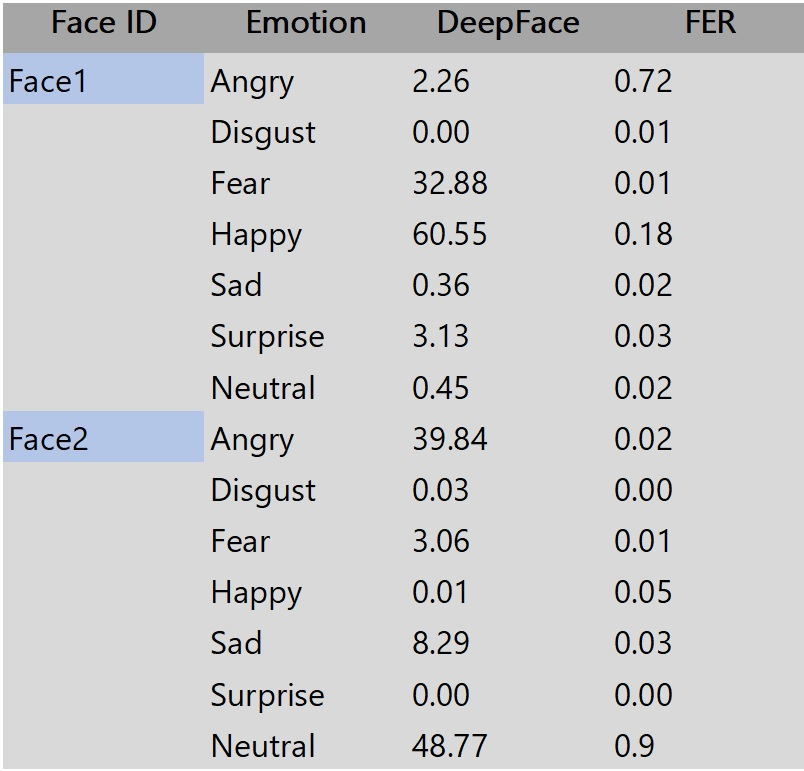 Face ID Emotion DeepFace FER
Face1 Angry 2.26 0.72
Disgust 0.00 0.01
Fear 32.88 0.01
Happy 60.55 0.18
Sad 0.36 0.02
Surprise 3.13 0.03
Neutral 0.45 0.02
Face2 Angry 39.84 0.02
Disgust 0.03 0.00
Fear 3.06 0.01
Happy 0.01 0.05
Sad 8.29 0.03
Surprise 0.00 0.00
Neutral 48.77 0.9